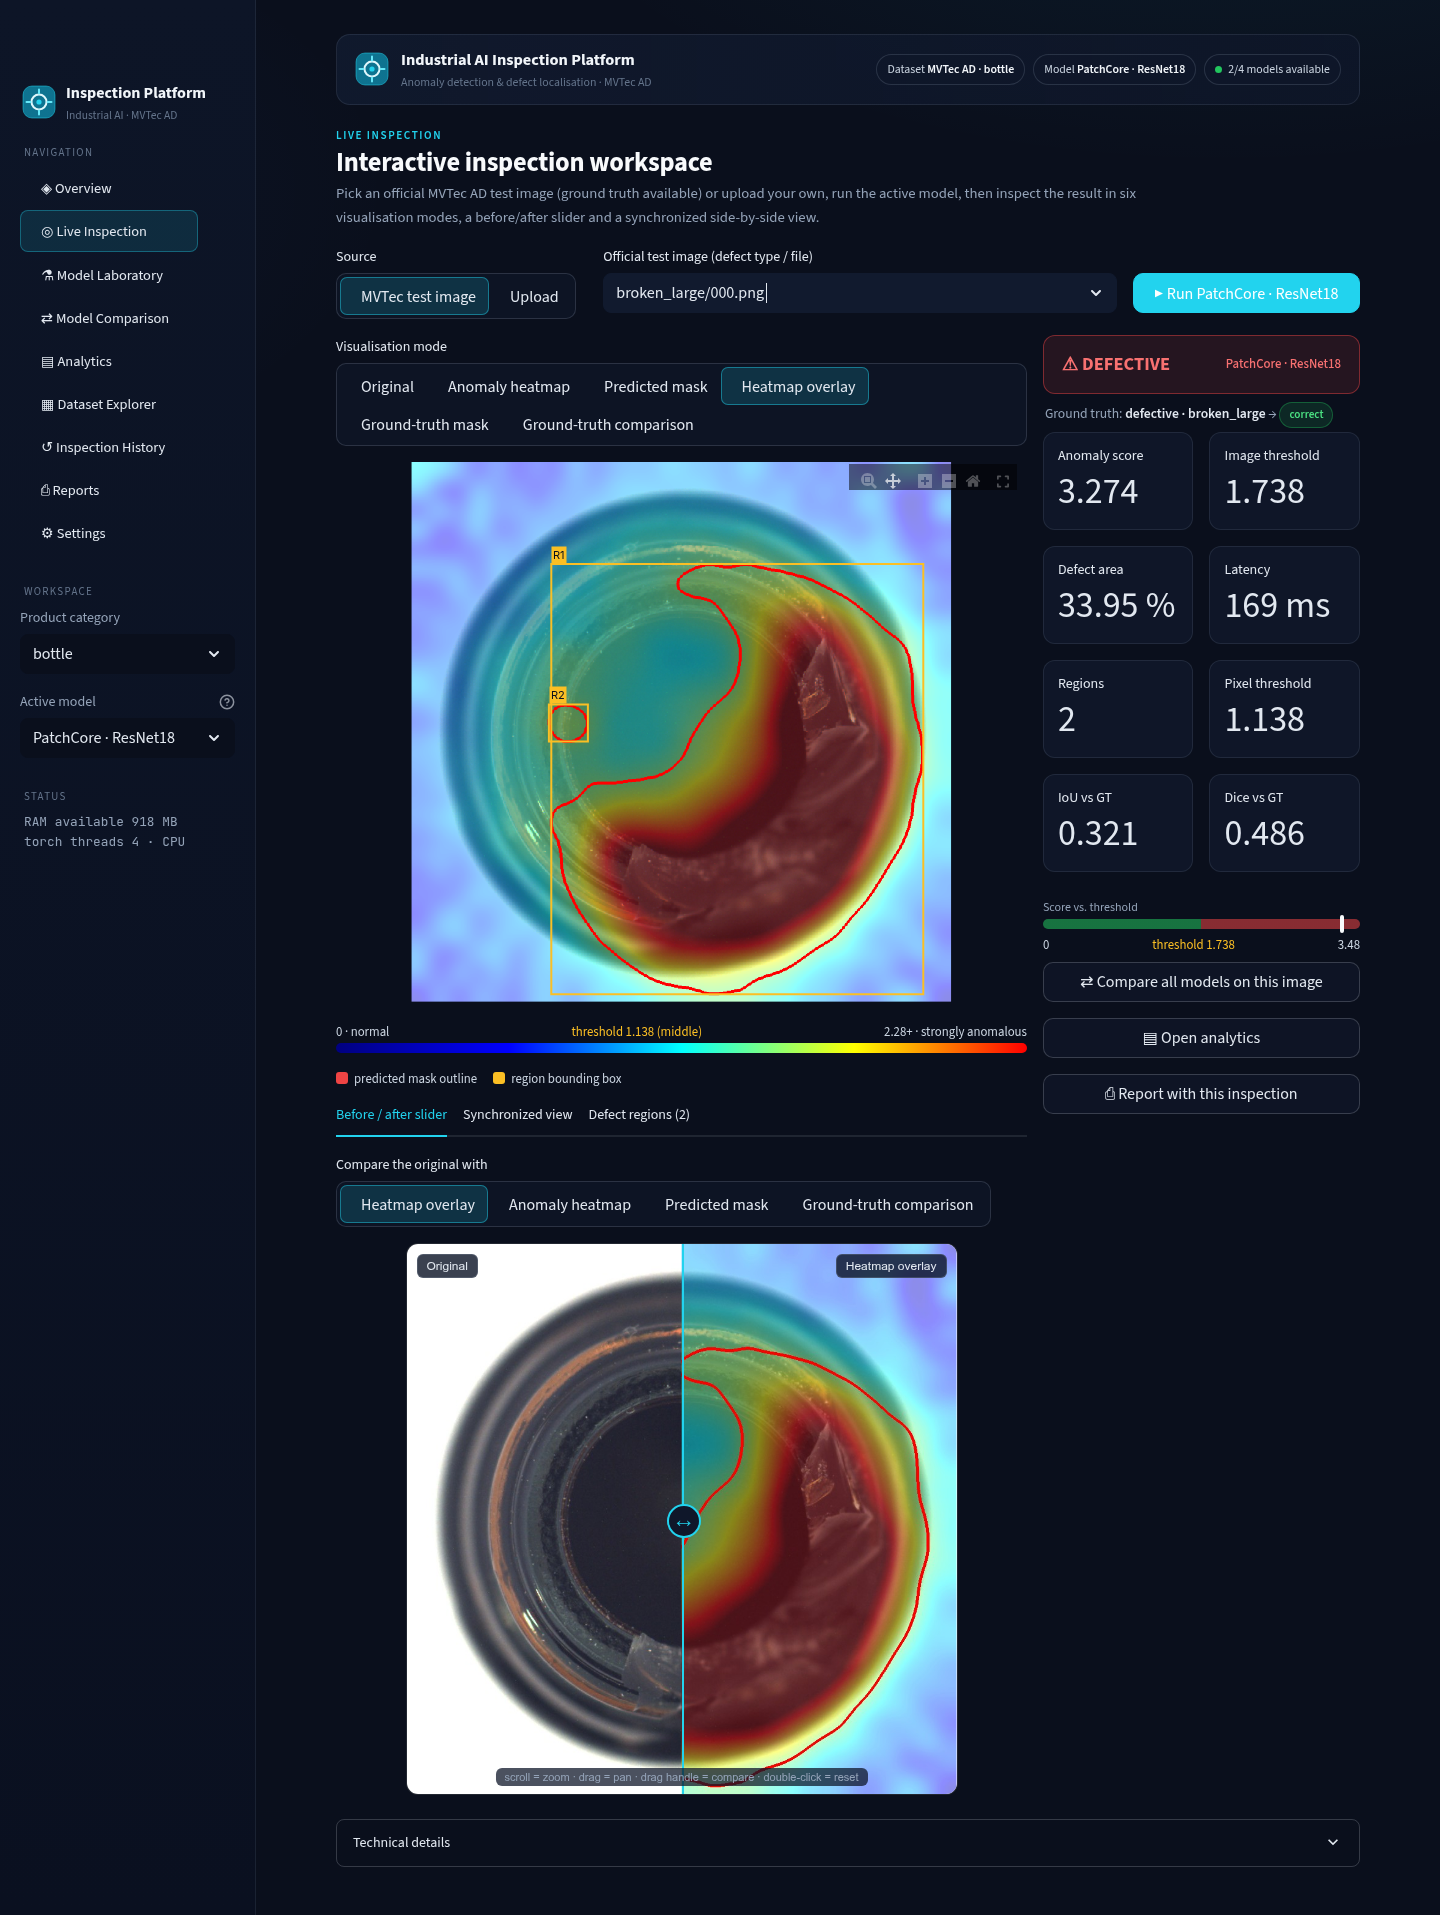 Inspection Platform
Industrial AI · MVTec AD
NAVIGATION
◈ Overview
◎ Live Inspection
⚗ Model Laboratory
⇄ Model Comparison
▤ Analytics
▦ Dataset Explorer
↺ Inspection History
⎙ Reports
⚙ Settings
WORKSPACE
Product category
bottle
Active model
PatchCore · ResNet18
STATUS
RAM available 918 MB
torch threads 4 · CPU
Industrial AI Inspection Platform
Anomaly detection & defect localisation · MVTec AD
Dataset MVTec AD · bottle
Model PatchCore · ResNet18
2/4 models available
LIVE INSPECTION
Interactive inspection workspace
Pick an official MVTec AD test image (ground truth available) or upload your own, run the active model, then inspect the result in six
visualisation modes, a before/after slider and a synchronized side-by-side view.
Source
MVTec test image
Upload
Official test image (defect type / file)
broken_large/000.png
▸ Run PatchCore · ResNet18
Visualisation mode
Original
Anomaly heatmap
Predicted mask
Heatmap overlay
Ground-truth mask
Ground-truth comparison
R1
R2
0 · normal
threshold 1.138 (middle)
2.28+ · strongly anomalous
predicted mask outline
region bounding box
⚠ DEFECTIVE
PatchCore · ResNet18
Ground truth: defective · broken_large → correct
Anomaly score
3.274
Image threshold
1.738
Defect area
33.95 %
Latency
169 ms
Regions
2
Pixel threshold
1.138
IoU vs GT
0.321
Dice vs GT
0.486
Score vs. threshold
0
threshold 1.738
3.48
⇄ Compare all models on this image
▤ Open analytics
⎙ Report with this inspection
Before / after slider
Synchronized view
Defect regions (2)
Compare the original with
Heatmap overlay
Anomaly heatmap
Predicted mask
Ground-truth comparison
Original
Heatmap overlay
scroll = zoom · drag = pan · drag handle = compare · double-click = reset
Technical details